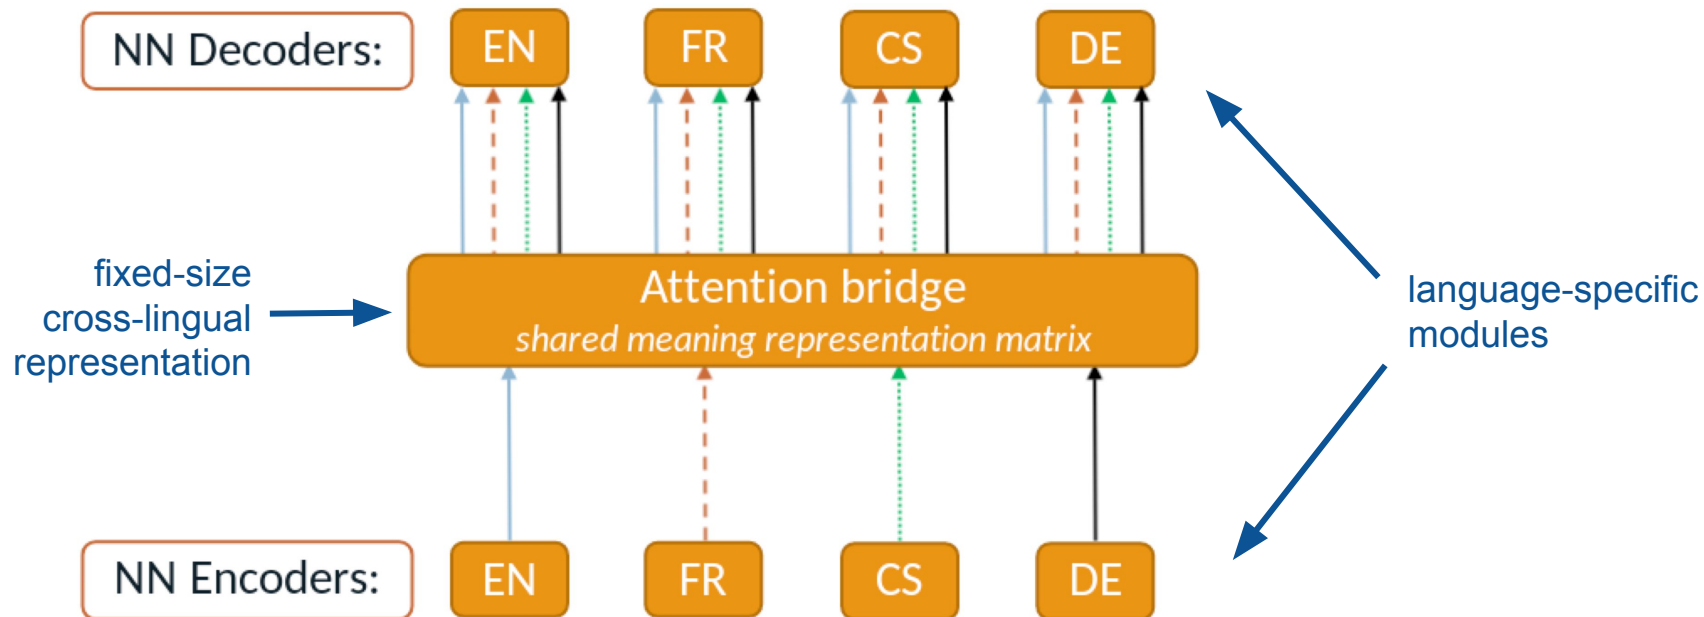 NN Decoders: EN FR CS DE
fixed-size
cross-lingual
representation
Attention bridge
shared meaning representation matrix
language-specific
modules
NN Encoders: EN FR CS DE